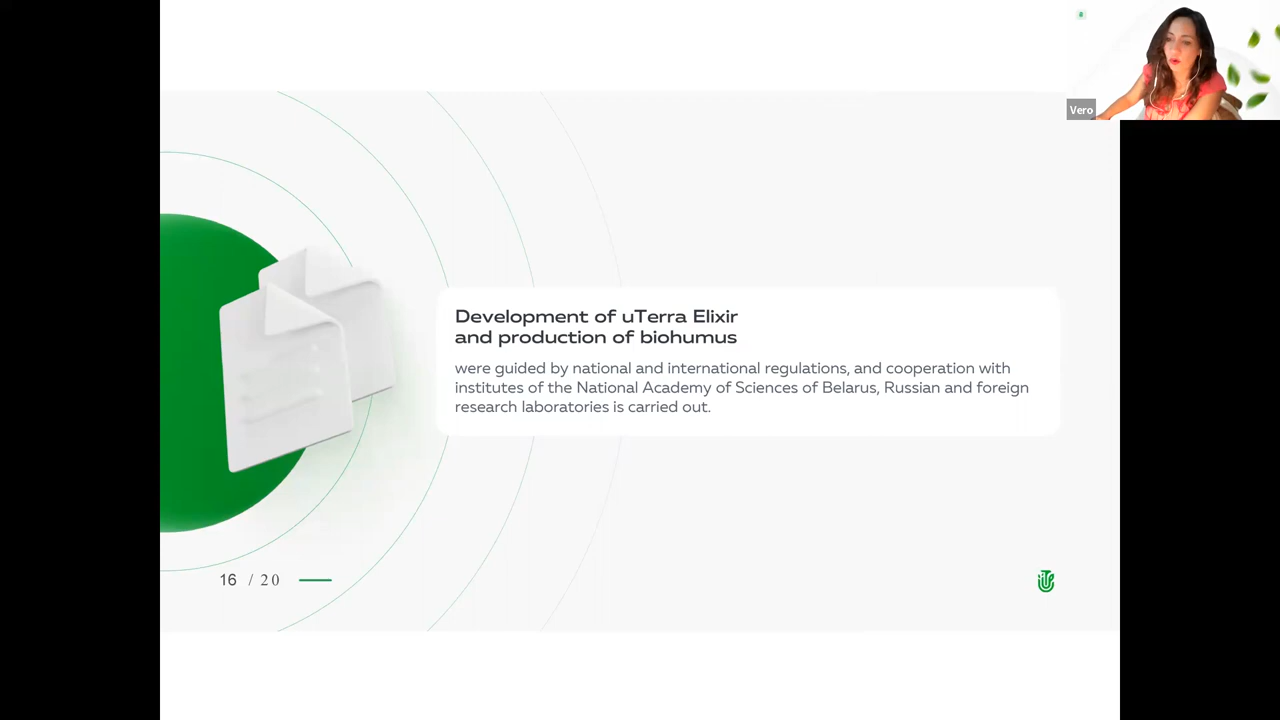 Vero
Development of uTerra Elixir
and production of biohumus
were guided by national and international regulations, and cooperation with
institutes of the National Academy of Sciences of Belarus, Russian and foreign
research laboratories is carried out.
16 / 20